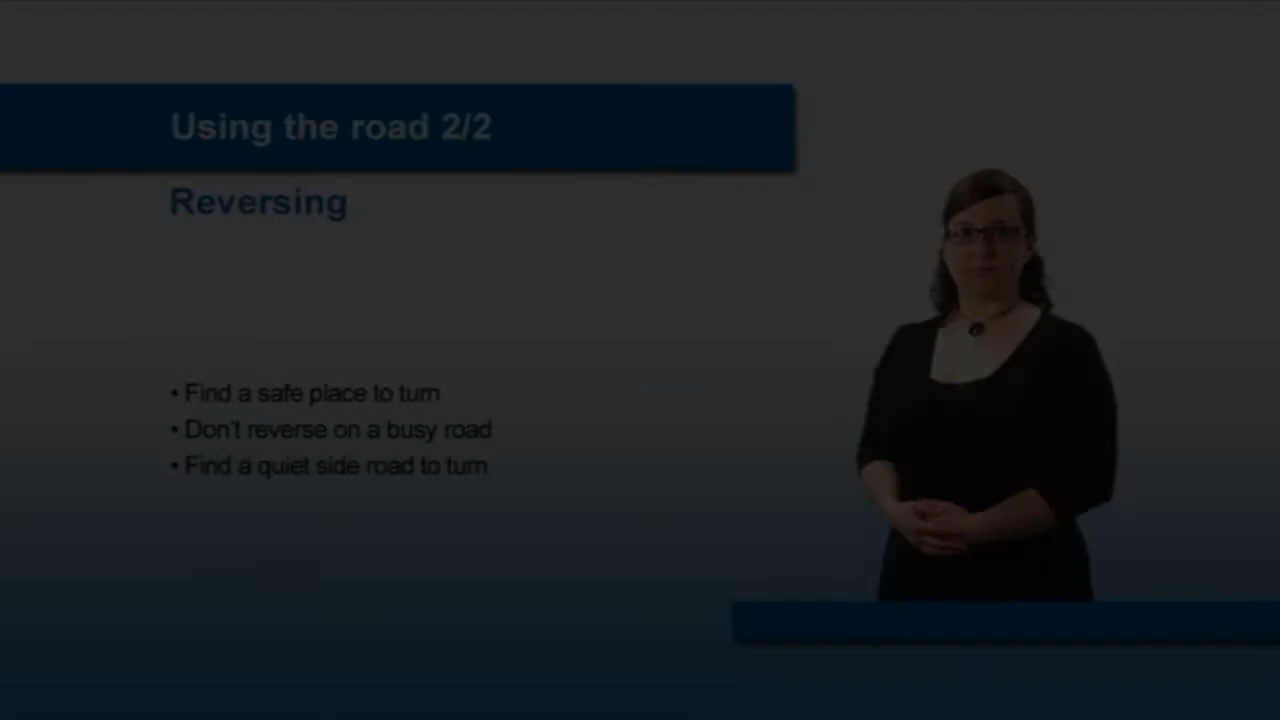 Using the road 2/2
Reversing
• Find a safe place to turn
• Don't reverse on a busy road
• Find a quiet side road to turn